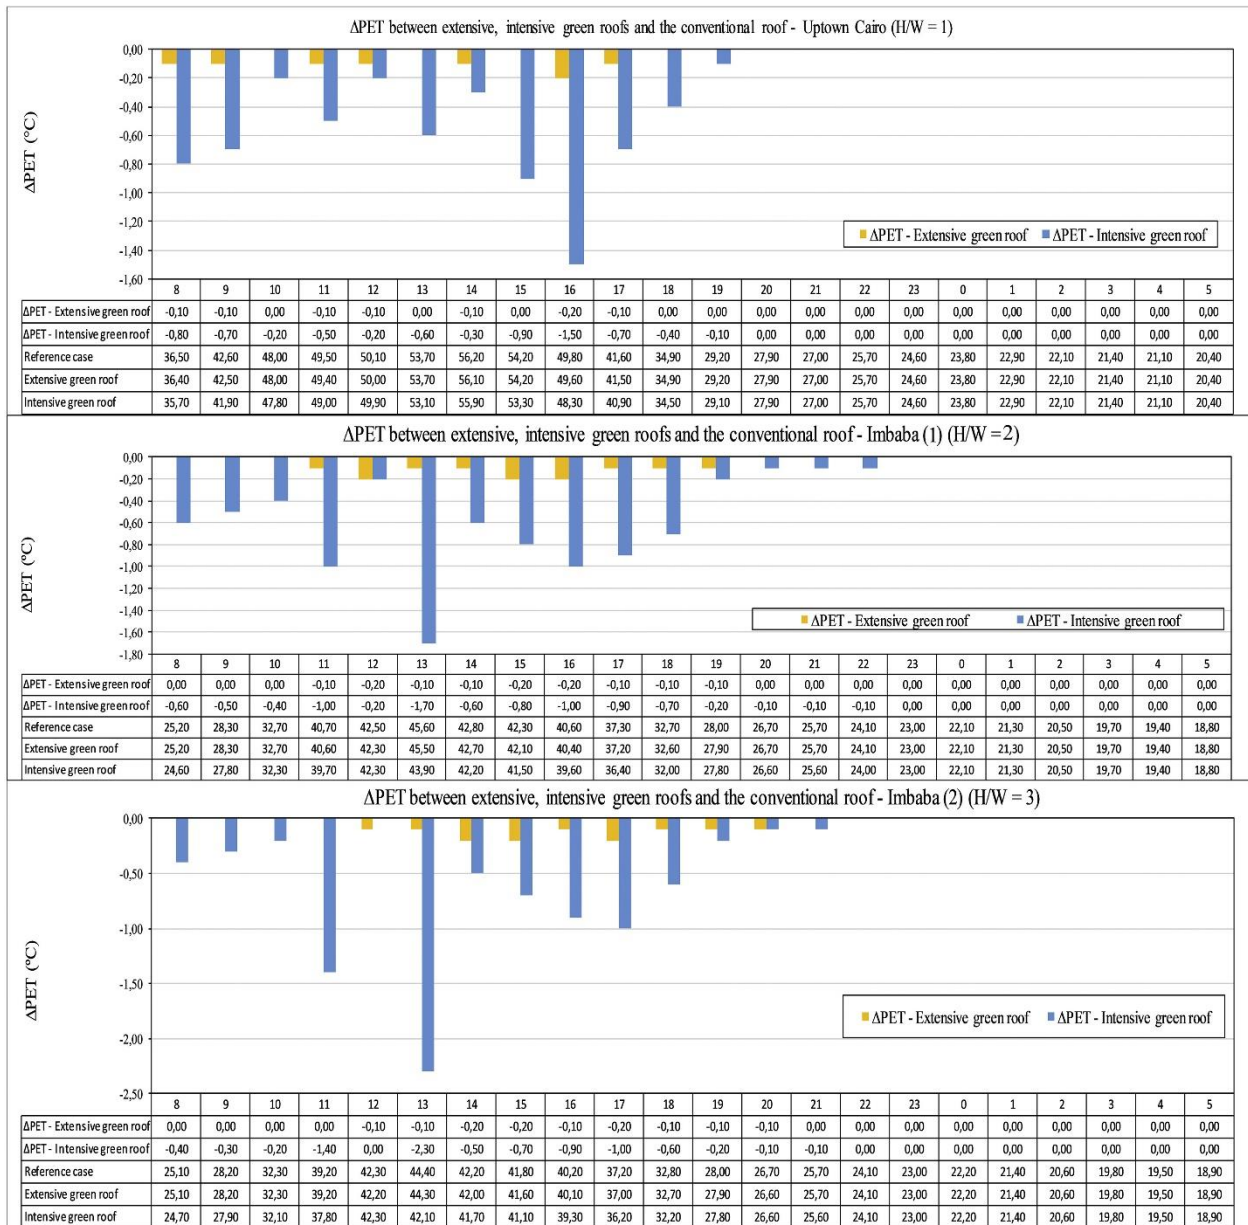 ΔPET between extensive, intensive green roofs and the conventional roof - Uptown Cairo (H/W = 1)
ΔPET (°C)
0,00
-0,20
-0,40
-0,60
-0,80
-1,00
-1,20
-1,40
-1,60
ΔPET - Extensive green roof ΔPET - Intensive green roof
8 9 10 11 12 13 14 15 16 17 18 19 20 21 22 23 0 1 2 3 4 5
ΔPET - Extensive green roof -0,10 -0,10 0,00 -0,10 -0,10 0,00 -0,10 0,00 -0,20 -0,10 0,00 0,00 0,00 0,00 0,00 0,00 0,00 0,00 0,00 0,00 0,00 0,00
ΔPET - Intensive green roof -0,80 -0,70 -0,20 -0,50 -0,20 -0,60 -0,30 -0,90 -1,50 -0,70 -0,40 -0,10 0,00 0,00 0,00 0,00 0,00 0,00 0,00 0,00 0,00 0,00
Reference case 36,50 42,60 48,00 49,50 50,10 53,70 56,20 54,20 49,80 41,60 34,90 29,20 27,90 27,00 25,70 24,60 23,80 22,90 22,10 21,40 21,10 20,40
Extensive green roof 36,40 42,50 48,00 49,40 50,00 53,70 56,10 54,20 49,60 41,50 34,90 29,20 27,90 27,00 25,70 24,60 23,80 22,90 22,10 21,40 21,10 20,40
Intensive green roof 35,70 41,90 47,80 49,00 49,90 53,10 55,90 53,30 48,30 40,90 34,50 29,10 27,90 27,00 25,70 24,60 23,80 22,90 22,10 21,40 21,10 20,40
ΔPET between extensive, intensive green roofs and the conventional roof - Imbaba (1) (H/W = 2)
ΔPET (°C)
0,00
-0,20
-0,40
-0,60
-0,80
-1,00
-1,20
-1,40
-1,60
-1,80
ΔPET - Extensive green roof ΔPET - Intensive green roof
8 9 10 11 12 13 14 15 16 17 18 19 20 21 22 23 0 1 2 3 4 5
ΔPET - Extensive green roof 0,00 0,00 0,00 -0,10 -0,20 -0,10 -0,10 -0,20 -0,20 -0,10 -0,10 -0,10 0,00 0,00 0,00 0,00 0,00 0,00 0,00 0,00 0,00 0,00
ΔPET - Intensive green roof -0,60 -0,50 -0,40 -1,00 -0,20 -1,70 -0,60 -0,80 -1,00 -0,90 -0,70 -0,20 -0,10 -0,10 -0,10 0,00 0,00 0,00 0,00 0,00 0,00 0,00
Reference case 25,20 28,30 32,70 40,70 42,50 45,60 42,80 42,30 40,60 37,30 32,70 28,00 26,70 25,70 24,10 23,00 22,10 21,30 20,50 19,70 19,40 18,80
Extensive green roof 25,20 28,30 32,70 40,60 42,30 45,50 42,70 42,10 40,40 37,20 32,60 27,90 26,70 25,70 24,10 23,00 22,10 21,30 20,50 19,70 19,40 18,80
Intensive green roof 24,60 27,80 32,30 39,70 42,30 43,90 42,20 41,50 39,60 36,40 32,00 27,80 26,60 25,60 24,00 23,00 22,10 21,30 20,50 19,70 19,40 18,80
ΔPET between extensive, intensive green roofs and the conventional roof - Imbaba (2) (H/W = 3)
ΔPET (°C)
0,00
-0,50
-1,00
-1,50
-2,00
-2,50
ΔPET - Extensive green roof ΔPET - Intensive green roof
8 9 10 11 12 13 14 15 16 17 18 19 20 21 22 23 0 1 2 3 4 5
ΔPET - Extensive green roof 0,00 0,00 0,00 0,00 -0,10 -0,10 -0,20 -0,20 -0,10 -0,20 -0,10 -0,10 -0,10 0,00 0,00 0,00 0,00 0,00 0,00 0,00 0,00 0,00
ΔPET - Intensive green roof -0,40 -0,30 -0,20 -1,40 0,00 -2,30 -0,50 -0,70 -0,90 -1,00 -0,60 -0,20 -0,10 -0,10 0,00 0,00 0,00 0,00 0,00 0,00 0,00 0,00
Reference case 25,10 28,20 32,30 39,20 42,30 44,40 42,20 41,80 40,20 37,20 32,80 28,00 26,70 25,70 24,10 23,00 22,20 21,40 20,60 19,80 19,50 18,90
Extensive green roof 25,10 28,20 32,30 39,20 42,20 44,30 42,00 41,60 40,10 37,00 32,70 27,90 26,60 25,70 24,10 23,00 22,20 21,40 20,60 19,80 19,50 18,90
Intensive green roof 24,70 27,90 32,10 37,80 42,30 42,10 41,70 41,10 39,30 36,20 32,20 27,80 26,60 25,60 24,10 23,00 22,20 21,40 20,60 19,80 19,50 18,90